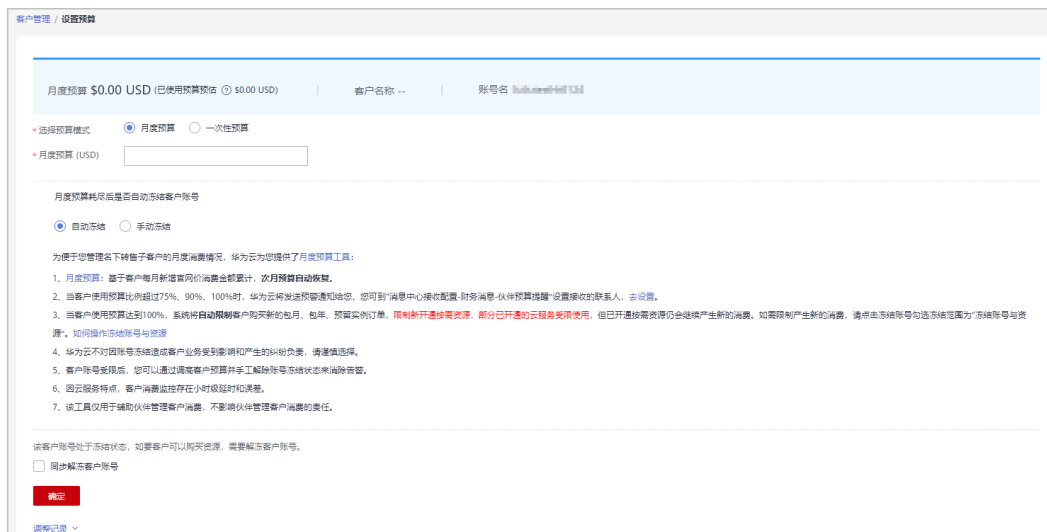 客户管理 / 设置预算
月度预算 $0.00 USD (已使用预算预估 ? $0.00 USD) 客户名称 -- 账号名
* 选择预算模式 月度预算 一次性预算
* 月度预算 (USD)
月度预算耗尽后是否自动冻结客户账号
自动冻结 手动冻结
为便于您管理名下转售子客户的月度消费情况，华为云为您提供了月度预算工具：
1、月度预算：基于客户每月新增官网价消费金额累计，次月预算自动恢复。
2、当客户使用预算比例超过75%、90%、100%时，华为云将发送预警通知给您，您可到"消息中心接收配置-财务消息-伙伴预算提醒"设置接收的联系人，去设置。
3、当客户使用预算达到100%，系统将自动限制客户购买新的包月、包年、预留实例订单，限制新开通按需资源，部分已开通的云服务受限使用，但已开通按需资源仍会继续产生新的消费。如需限制产生新的消费，请点击冻结账号勾选冻结范围为"冻结账号与资
源"。如何操作冻结账号与资源
4、华为云不对因账号冻结造成客户业务受到影响和产生的纠纷负责，请谨慎选择。
5、客户账号受限后，您可以通过调高客户预算并手工解除账号冻结状态来消除告警。
6、因云服务特点，客户消费监控存在小时级延时和误差。
7、该工具仅用于辅助伙伴管理客户消费，不影响伙伴管理客户消费的责任。
该客户账号处于冻结状态，如要客户可以购买资源，需要解冻客户账号。
同步解冻客户账号
确定
调整记录